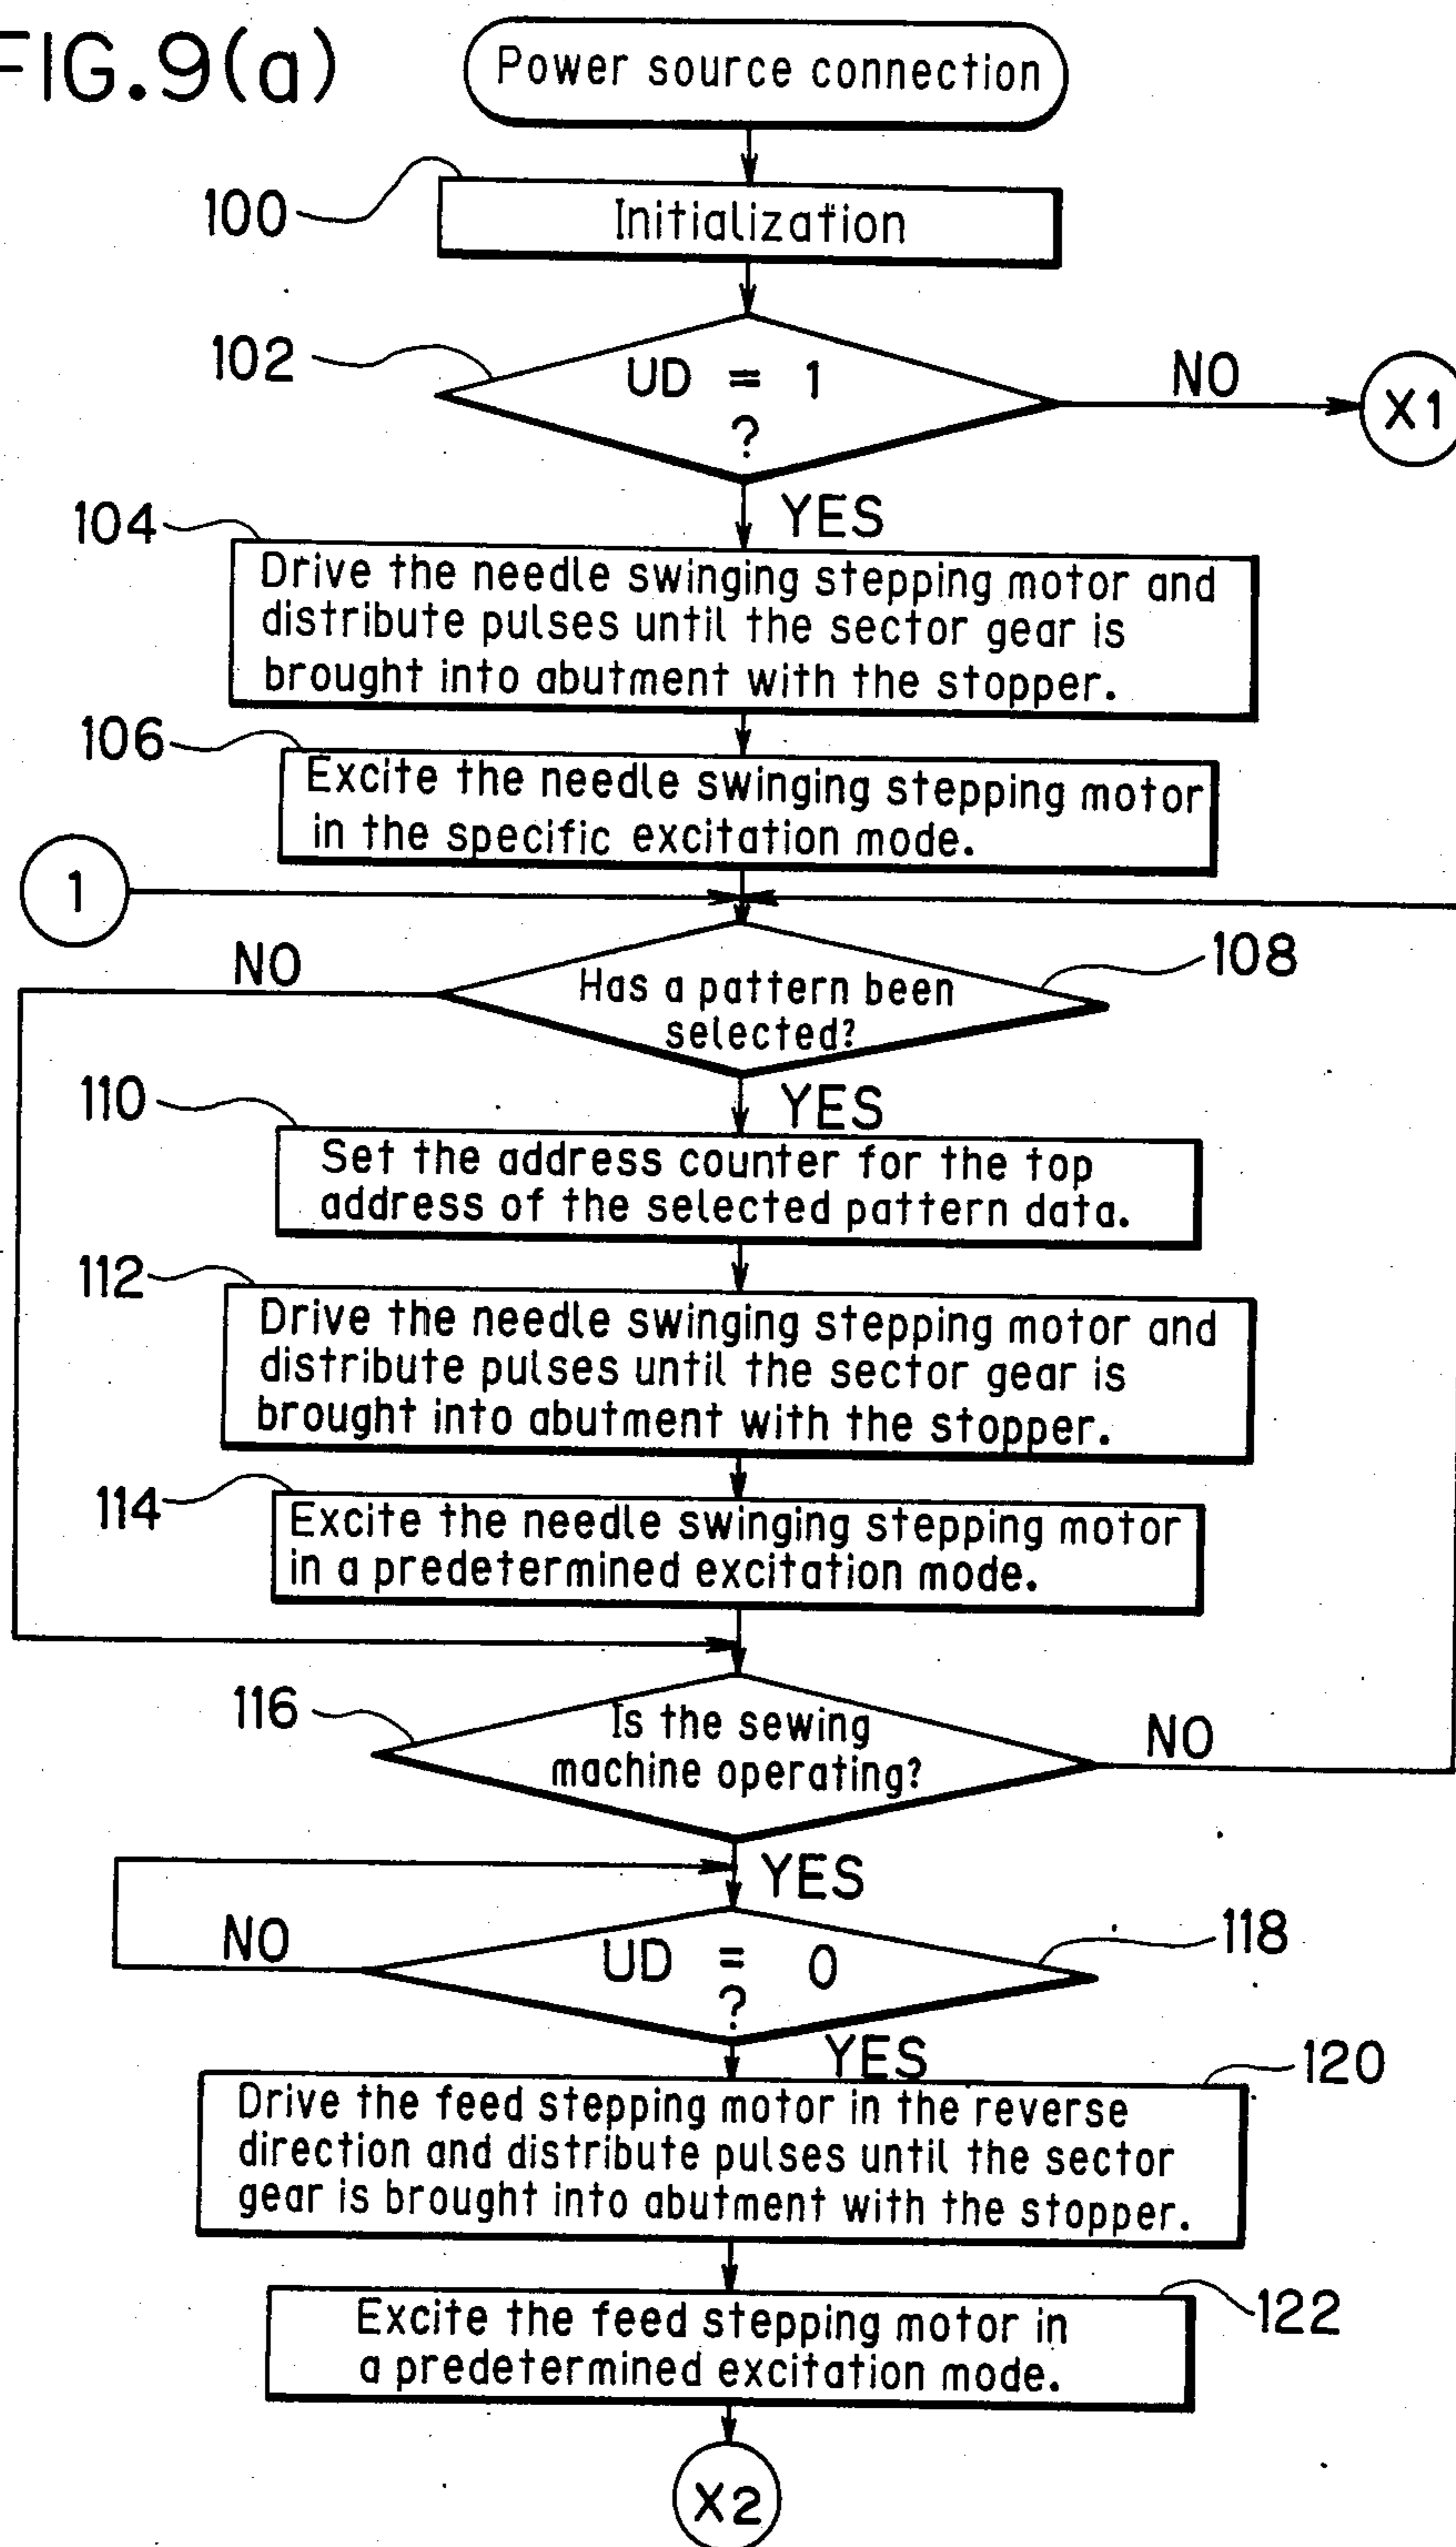 FIG.9(a)
Power source connection
100
Initialization
102
UD = 1
?
NO
X1
YES
104
Drive the needle swinging stepping motor and
distribute pulses until the sector gear is
brought into abutment with the stopper.
106
Excite the needle swinging stepping motor
in the specific excitation mode.
1
NO
Has a pattern been
selected?
108
YES
110
Set the address counter for the top
address of the selected pattern data.
112
Drive the needle swinging stepping motor and
distribute pulses until the sector gear is
brought into abutment with the stopper.
114
Excite the needle swinging stepping motor
in a predetermined excitation mode.
116
Is the sewing
machine operating?
NO
YES
NO
UD = 0
?
118
YES
120
Drive the feed stepping motor in the reverse
direction and distribute pulses until the sector
gear is brought into abutment with the stopper.
122
Excite the feed stepping motor in
a predetermined excitation mode.
X2